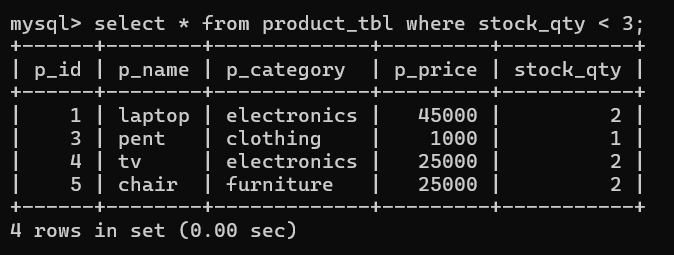 mysql> select * from product_tbl where stock_qty < 3;
+------+--------+-------------+---------+-----------+
| p_id | p_name | p_category  | p_price | stock_qty |
+------+--------+-------------+---------+-----------+
|    1 | laptop | electronics |   45000 |         2 |
|    3 | pent   | clothing    |    1000 |         1 |
|    4 | tv     | electronics |   25000 |         2 |
|    5 | chair  | furniture   |   25000 |         2 |
+------+--------+-------------+---------+-----------+
4 rows in set (0.00 sec)